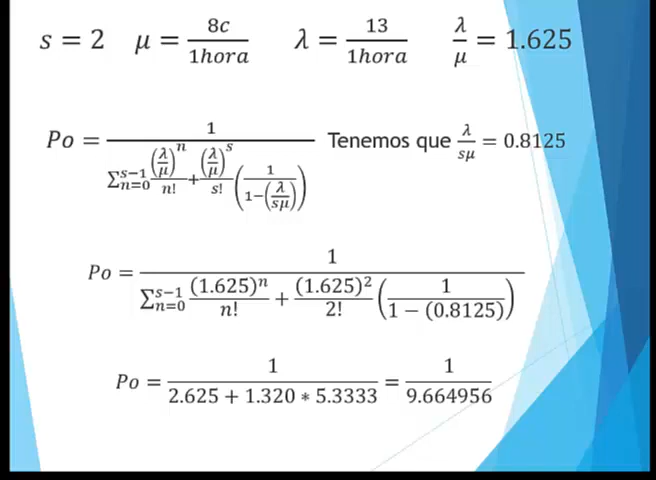 s = 2   μ = 8c/1hora   λ = 13/1hora   λ/μ = 1.625
Po = 1/(∑_{n=0}^{s−1} (λ/μ)^n/n! + (λ/μ)^s/s! (1/(1−(λ/sμ))))   Tenemos que λ/sμ = 0.8125
Po = 1/(∑_{n=0}^{s−1} (1.625)^n/n! + (1.625)^2/2! (1/(1 − (0.8125))))
Po = 1/(2.625 + 1.320 ∗ 5.3333) = 1/9.664956